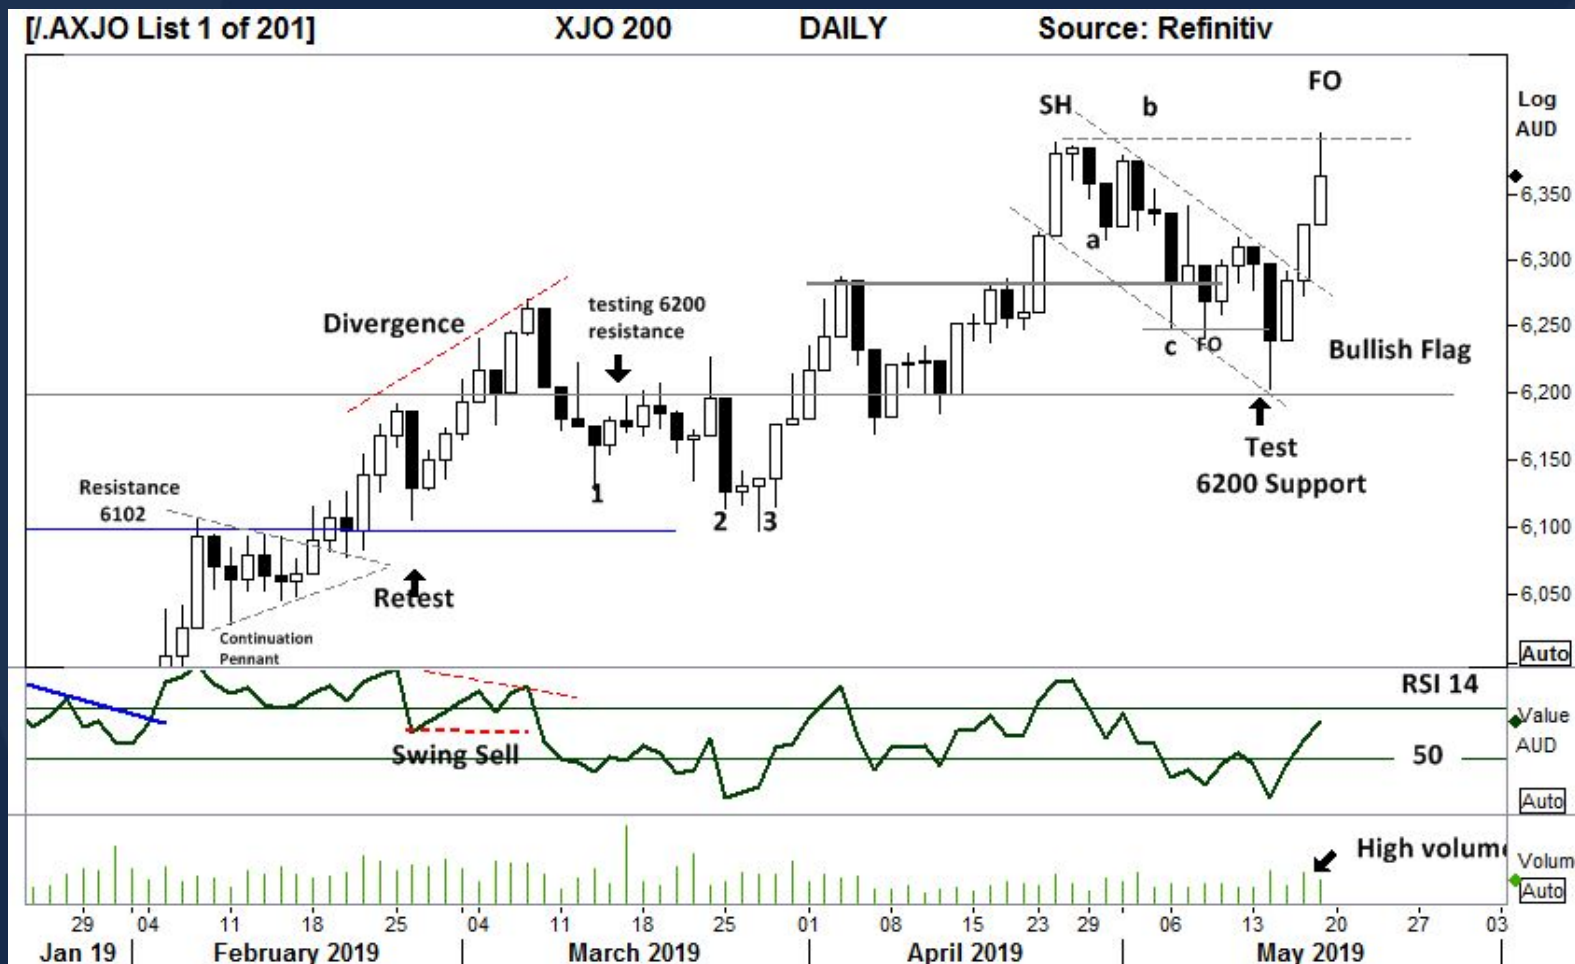 [/.AXJO List 1 of 201] XJO 200 DAILY Source: Refinitiv
FO
Log
AUD
SH
b
6,350
a
6,300
testing 6200
resistance
Divergence
6,250
c
FO
Bullish Flag
6,200
Test
6200 Support
6,150
1
2
3
Resistance
6102
6,100
Retest
6,050
Continuation
Pennant
Auto
RSI 14
Value
AUD
Swing Sell
50
Auto
High volume
Volum
Auto
29 04 11 18 25 04 11 18 25 01 08 15 23 29 06 13 20 27 03
Jan 19 February 2019 March 2019 April 2019 May 2019